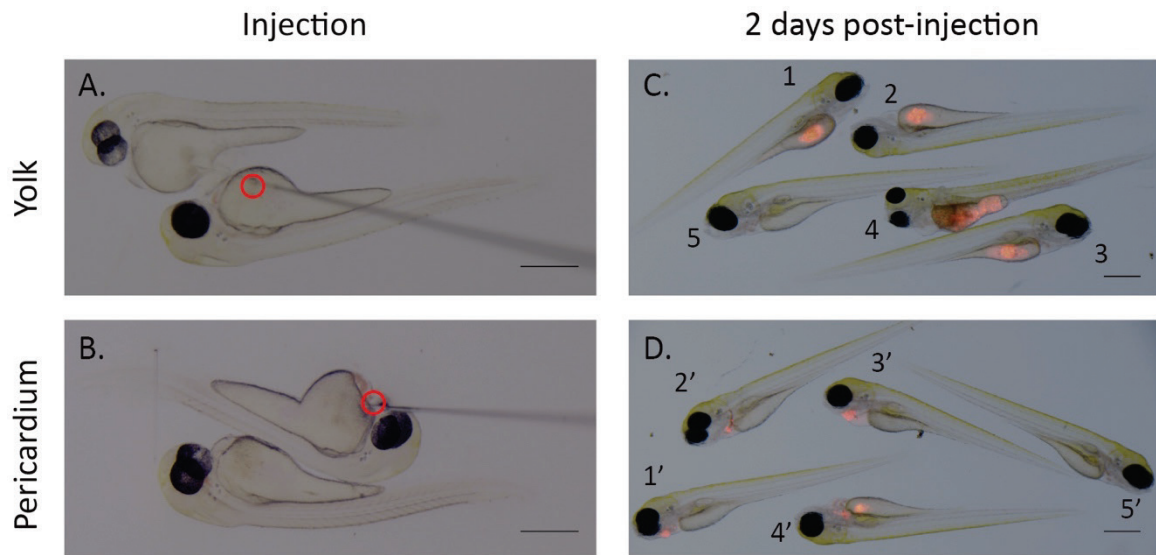 Injection
2 days post-injection
Yolk
A.
C.
1
2
5
4
3
Pericardium
B.
D.
2’
3’
1’
4’
5’